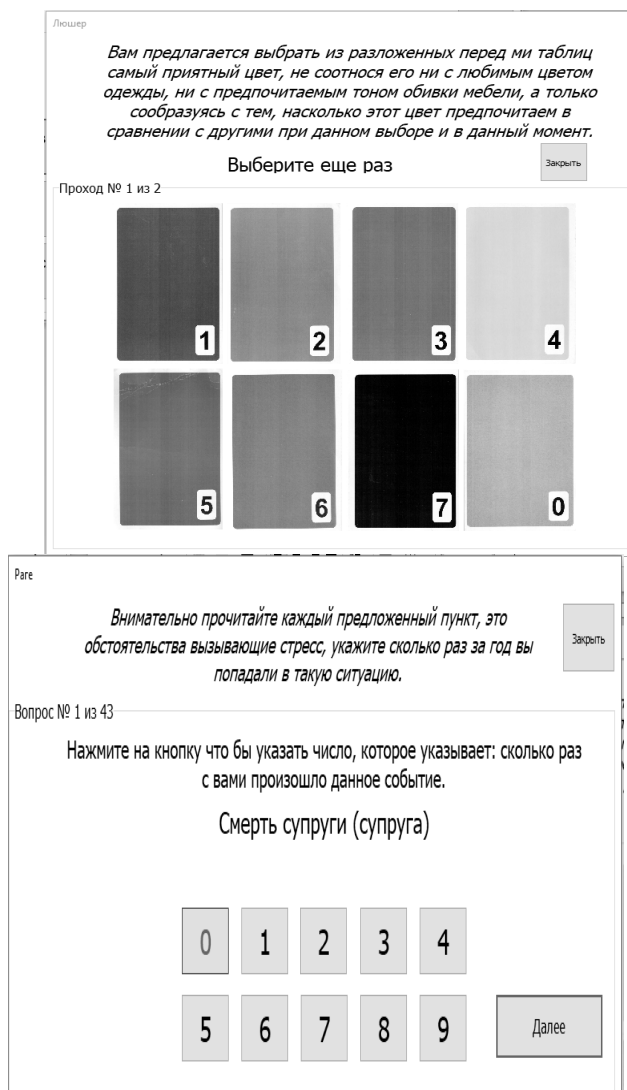 Люшер
Вам предлагается выбрать из разложенных перед ми таблиц
самый приятный цвет, не соотнося его ни с любимым цветом
одежды, ни с предпочитаемым тоном обивки мебели, а только
сообразуясь с тем, насколько этот цвет предпочитаем в
сравнении с другими при данном выборе и в данный момент.
Выберите еще раз
Закрыть
Проход № 1 из 2
1 2 3 4
5 6 7 0
Раге
Внимательно прочитайте каждый предложенный пункт, это
обстоятельства вызывающие стресс, укажите сколько раз за год вы
попадали в такую ситуацию.
Закрыть
Вопрос № 1 из 43
Нажмите на кнопку что бы указать число, которое указывает: сколько раз
с вами произошло данное событие.
Смерть супруги (супруга)
0 1 2 3 4
5 6 7 8 9
Далее